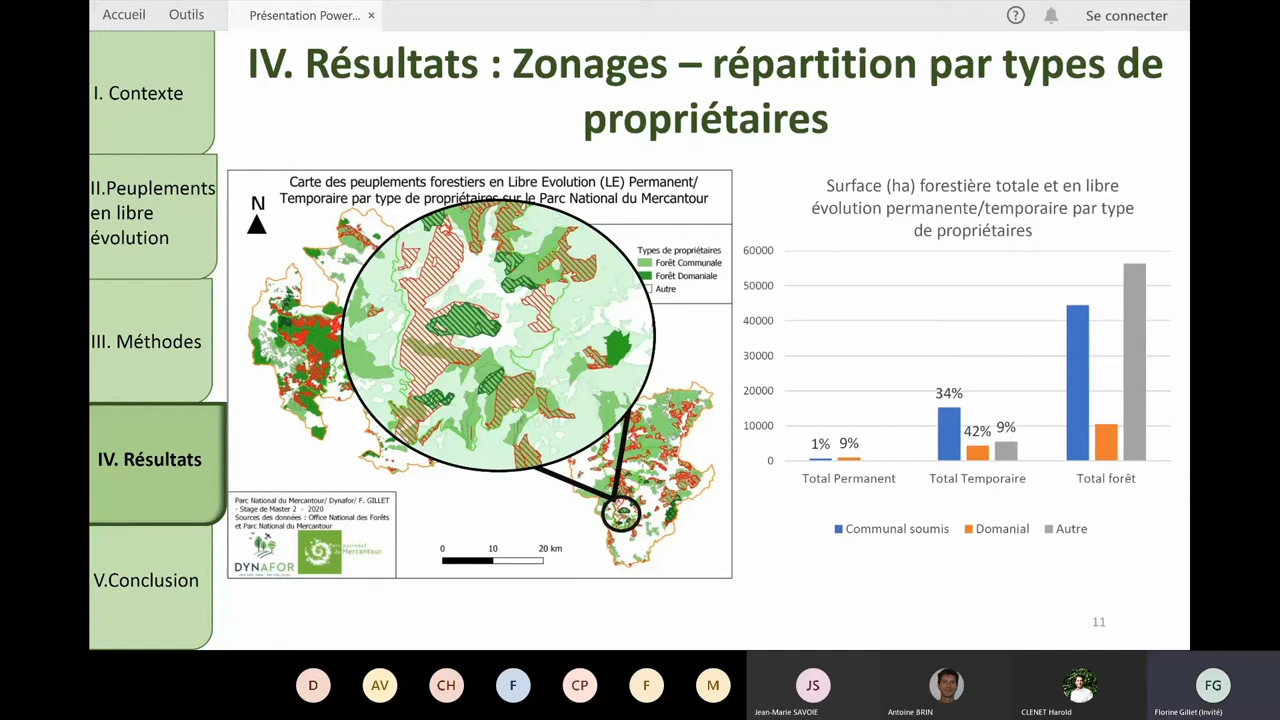 Accueil
Outils
Présentation Power...
×
?
Se connecter
IV. Résultats : Zonages – répartition par types de
propriétaires
I. Contexte
II.Peuplements
en libre
évolution
III. Méthodes
IV. Résultats
V.Conclusion
Carte des peuplements forestiers en Libre Evolution (LE) Permanent/
Temporaire par type de propriétaires sur le Parc National du Mercantour
N
Types de propriétaires
Forêt Communale
Forêt Domaniale
Autre
Parc National du Mercantour/ Dynafor/ F. GILLET
- Stage de Master 2 - 2020
Sources des données : Office National des Forêts
et Parc National du Mercantour
DYNAFOR
Mercantour
0 10 20 km
Surface (ha) forestière totale et en libre
évolution permanente/temporaire par type
de propriétaires
60000
50000
40000
30000
20000
10000
0
1% 9%
34%
42% 9%
Total Permanent
Total Temporaire
Total forêt
Communal soumis
Domanial
Autre
11
D
AV
CH
F
CP
F
M
JS
FG
Jean-Marie SAVOIE
Antoine BRIN
CLENET Harold
Florine Gillet (Invité)